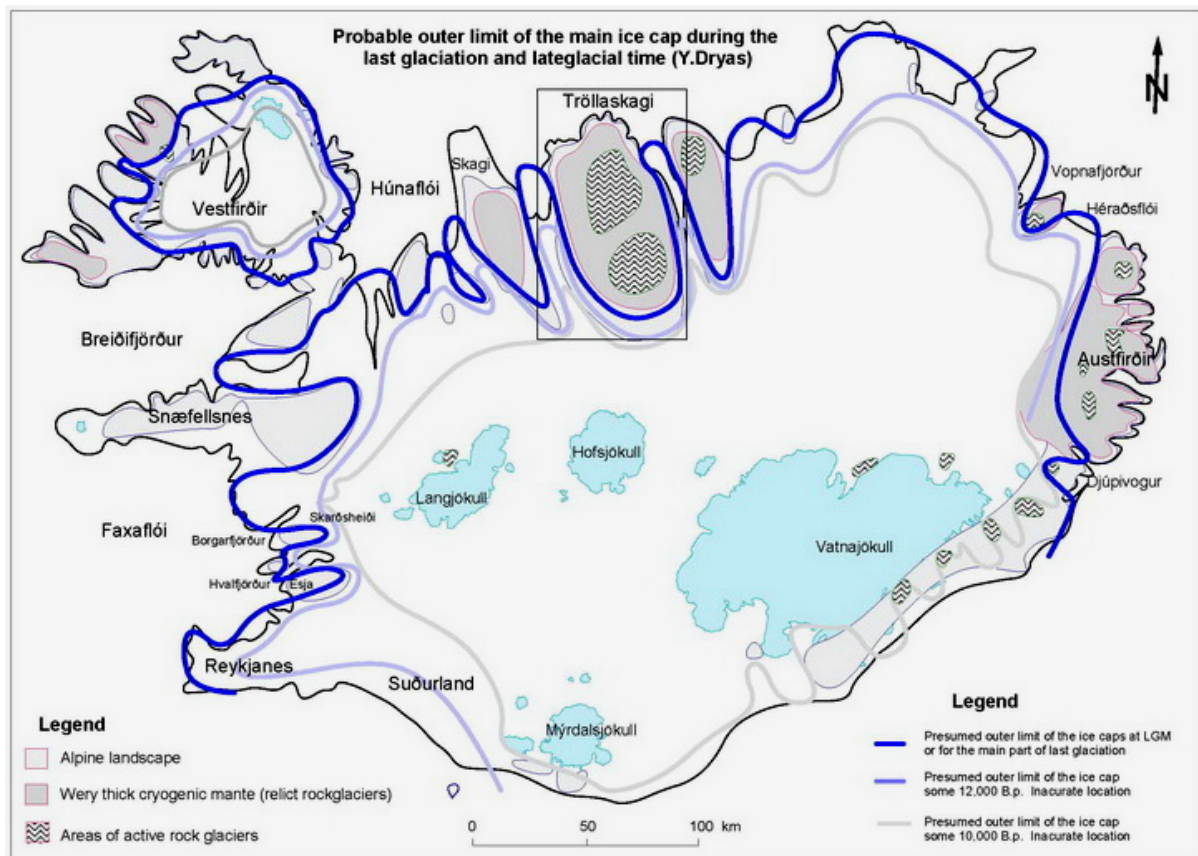 Probable outer limit of the main ice cap during the
last glaciation and lateglacial time (Y.Dryas)
N
Tröllaskagi
Skagi
Húnaflói
Vestfirðir
Vopnafjörður
Héraðsflói
Breiðifjörður
Austfirðir
Snæfellsnes
Hofsjökull
Langjökull
Djúpivogur
Skarðsheiði
Faxaflói
Borgarfjörður
Vatnajökull
Hvalfjörður
Esja
Reykjanes
Suðurland
Mýrdalsjökull
Legend
Alpine landscape
Wery thick cryogenic mante (relict rockglaciers)
Areas of active rock glaciers
0 50 100 km
Legend
Presumed outer limit of the ice caps at LGM
or for the main part of last glaciation
Presumed outer limit of the ice cap
some 12,000 B.p. Inacurate location
Presumed outer limit of the ice cap
some 10,000 B.p. Inacurate location